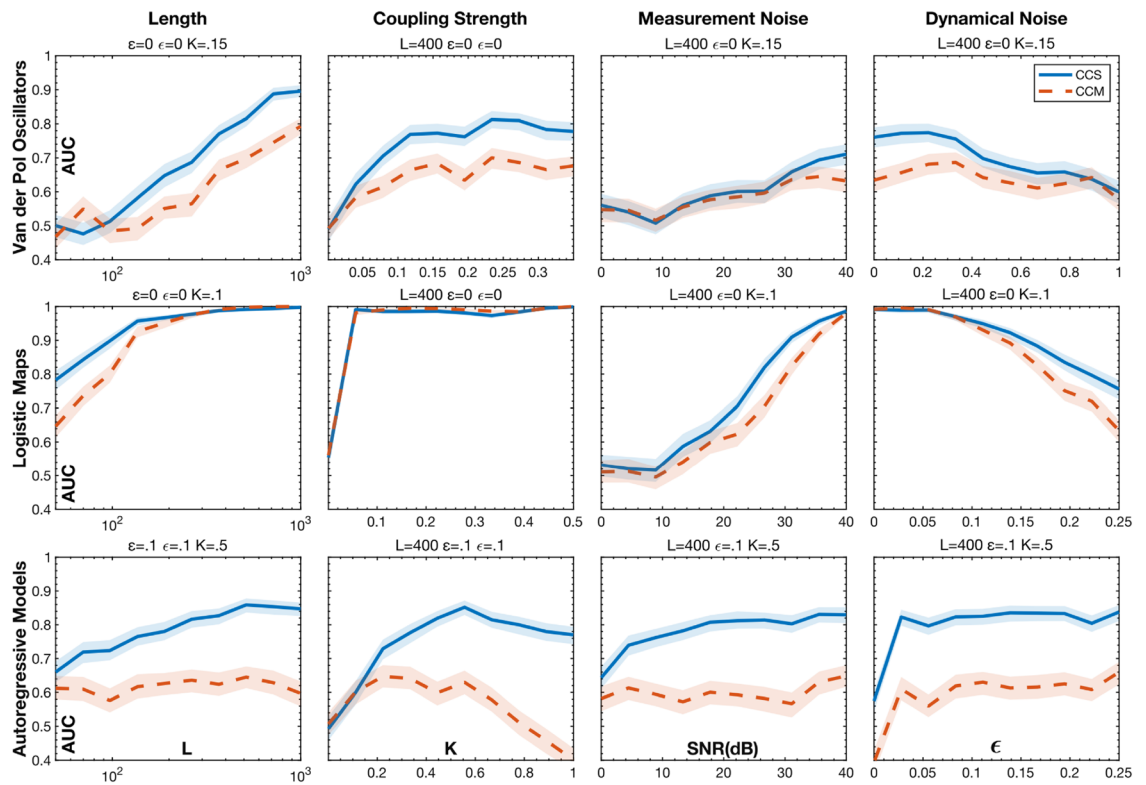 Length Coupling Strength Measurement Noise Dynamical Noise
ε=0 ϵ=0 K=.15 L=400 ε=0 ϵ=0 L=400 ϵ=0 K=.15 L=400 ε=0 K=.15
Van der Pol Oscillators
AUC
1
0.9
0.8
0.7
0.6
0.5
0.4
CCS
CCM
10² 10³
0.05 0.1 0.15 0.2 0.25 0.3
0 10 20 30 40
0 0.2 0.4 0.6 0.8 1
ε=0 ϵ=0 K=.1 L=400 ε=0 ϵ=0 L=400 ϵ=0 K=.1 L=400 ε=0 K=.1
Logistic Maps
AUC
1
0.9
0.8
0.7
0.6
0.5
0.4
10² 10³
0.1 0.2 0.3 0.4 0.5
0 10 20 30 40
0 0.05 0.1 0.15 0.2 0.25
ε=.1 ϵ=.1 K=.5 L=400 ε=.1 ϵ=.1 L=400 ϵ=.1 K=.5 L=400 ε=.1 K=.5
Autoregressive Models
AUC
1
0.9
0.8
0.7
0.6
0.5
0.4
L K SNR(dB) ϵ
10² 10³
0.2 0.4 0.6 0.8 1
0 10 20 30 40
0 0.05 0.1 0.15 0.2 0.25